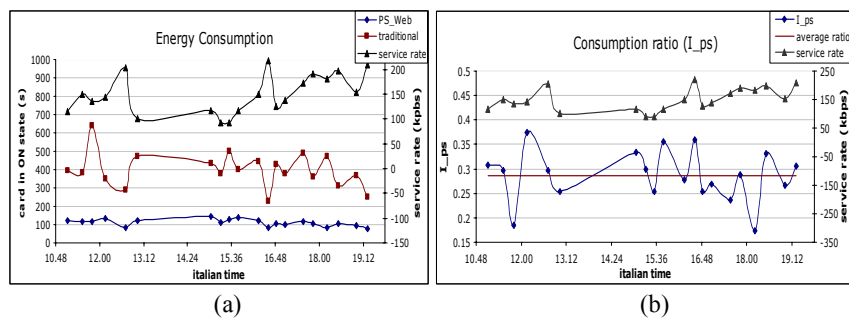 Energy Consumption
PS_Web
traditional
service rate
card in ON state (s)
1000
900
800
700
600
500
400
300
200
100
0
200
150
100
50
0
-50
-100
-150
service rate (kpbs)
10.48 12.00 13.12 14.24 15.36 16.48 18.00 19.12
italian time
(a)
Consumption ratio (I_ps)
I_ps
average ratio
service rate
I_ps
0.5
0.45
0.4
0.35
0.3
0.25
0.2
0.15
250
150
50
-50
-150
-250
-350
service rate (kbps)
10.48 12.00 13.12 14.24 15.36 16.48 18.00 19.12
italian time
(b)